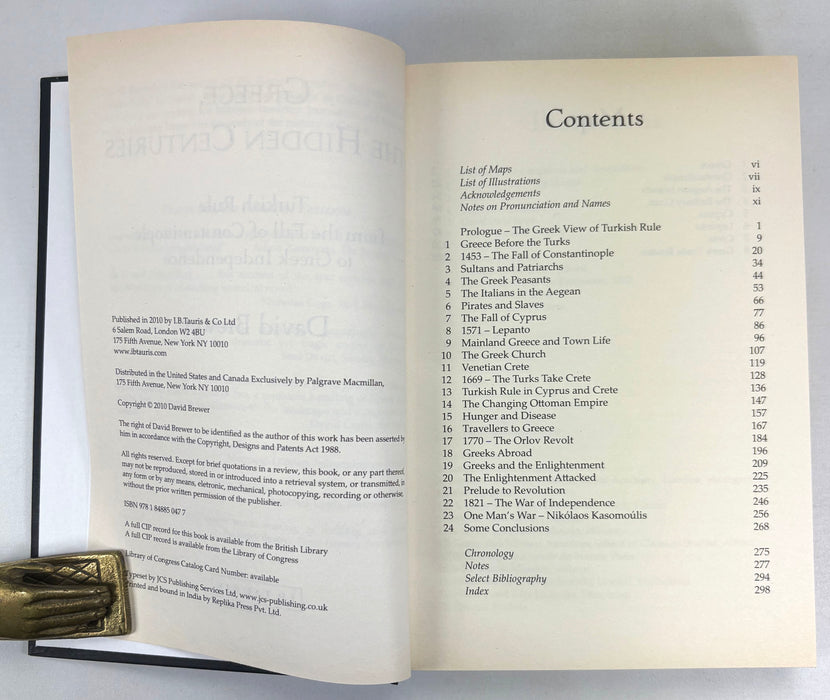 Published in 2010 by I.B.Tauris & Co Ltd
6 Salem Road, London W2 4BU
175 Fifth Avenue, New York NY 10010
www.ibtauris.com
Distributed in the United States and Canada Exclusively by Palgrave Macmillan,
175 Fifth Avenue, New York NY 10010
Copyright © 2010 David Brewer
The right of David Brewer to be identified as the author of this work has been asserted by
him in accordance with the Copyright, Designs and Patents Act 1988.
All rights reserved. Except for brief quotations in a review, this book, or any part thereof,
may not be reproduced, stored in or introduced into a retrieval system, or transmitted, in
any form or by any means, eletronic, mechanical, photocopying, recording or otherwise,
without the prior written permission of the publisher.
ISBN 978 1 84885 047 7
A full CIP record for this book is available from the British Library
A full CIP record is available from the Library of Congress
Library of Congress Catalog Card Number: available
Typeset by JCS Publishing Services Ltd, www.jcs-publishing.co.uk
Printed and bound in India by Replika Press Pvt. Ltd.
Contents
List of Maps vi
List of Illustrations vii
Acknowledgements ix
Notes on Pronunciation and Names xi
Prologue – The Greek View of Turkish Rule 1
1 Greece Before the Turks 9
2 1453 – The Fall of Constantinople 20
3 Sultans and Patriarchs 34
4 The Greek Peasants 44
5 The Italians in the Aegean 53
6 Pirates and Slaves 66
7 The Fall of Cyprus 77
8 1571 – Lepanto 86
9 Mainland Greece and Town Life 96
10 The Greek Church 107
11 Venetian Crete 119
12 1669 – The Turks Take Crete 128
13 Turkish Rule in Cyprus and Crete 136
14 The Changing Ottoman Empire 147
15 Hunger and Disease 157
16 Travellers to Greece 167
17 1770 – The Orlov Revolt 184
18 Greeks Abroad 196
19 Greeks and the Enlightenment 209
20 The Enlightenment Attacked 225
21 Prelude to Revolution 235
22 1821 – The War of Independence 246
23 One Man's War – Nikólaos Kasomoúlis 256
24 Some Conclusions 268
Chronology 275
Notes 277
Select Bibliography 294
Index 298